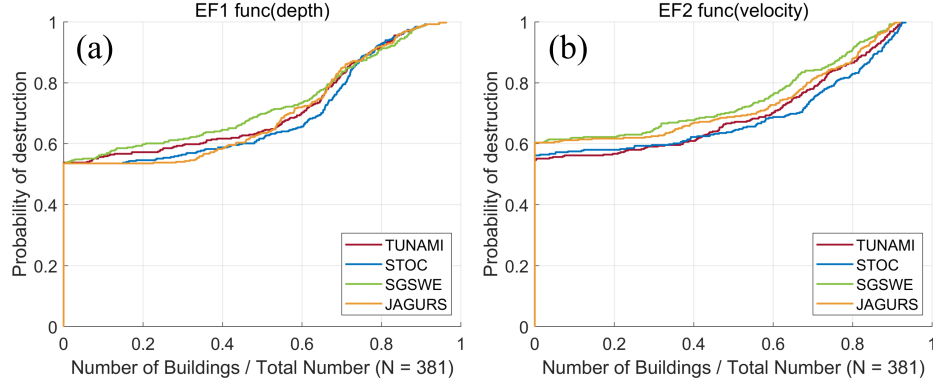 EF1 func(depth)
(a)
Probability of destruction
1
0.8
0.6
0.4
0.2
0
0 0.2 0.4 0.6 0.8 1
TUNAMI
STOC
SGSWE
JAGURS
Number of Buildings / Total Number (N = 381)
EF2 func(velocity)
(b)
Probability of destruction
1
0.8
0.6
0.4
0.2
0
0 0.2 0.4 0.6 0.8 1
TUNAMI
STOC
SGSWE
JAGURS
Number of Buildings / Total Number (N = 381)